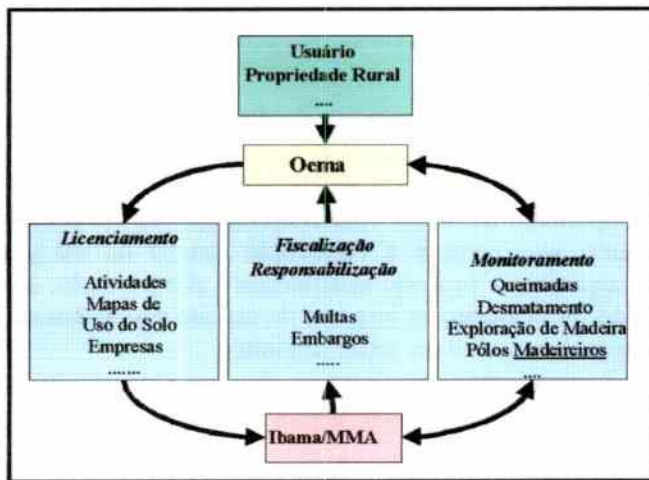 Usuário
Propriedade Rural
....
Oema
Licenciamento
Atividades
Mapas de
Uso do Solo
Empresas
.......
Fiscalização
Responsabilização
Multas
Embargos
.....
Monitoramento
Queimadas
Desmatamento
Exploração de Madeira
Pólos Madeireiros
....
Ibama/MMA